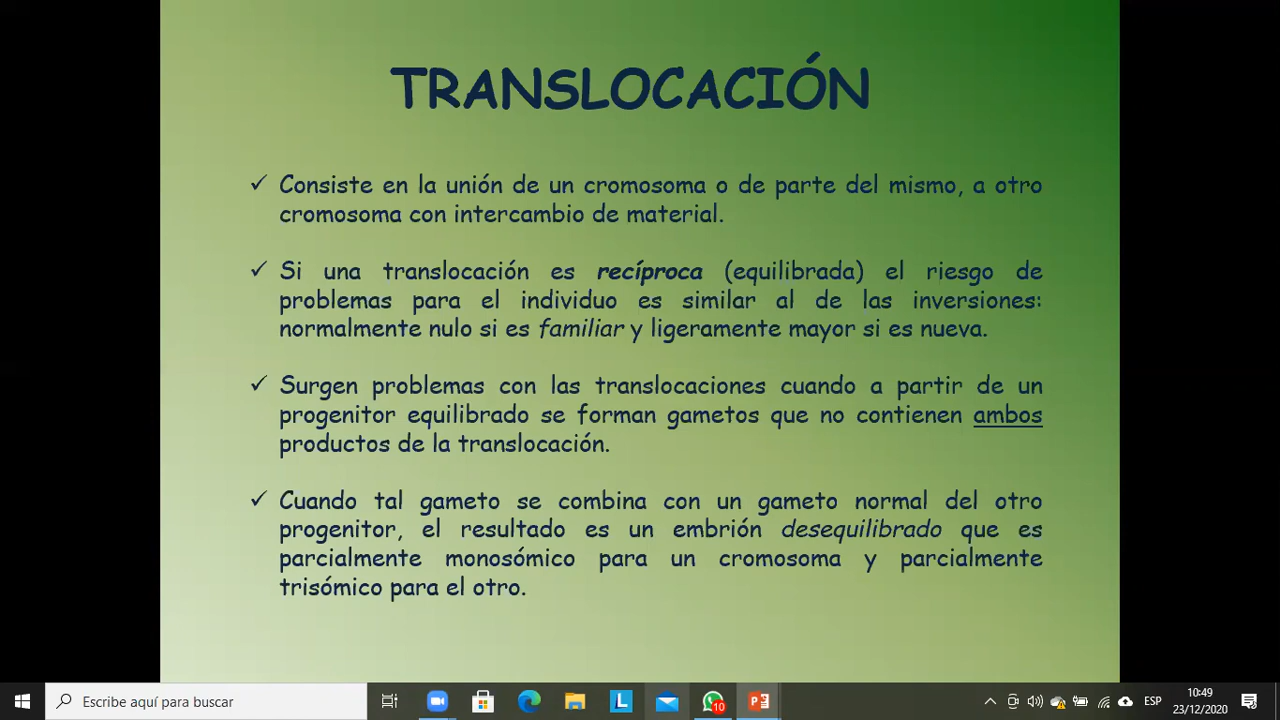 TRANSLOCACIÓN
✓ Consiste en la unión de un cromosoma o de parte del mismo, a otro
cromosoma con intercambio de material.
✓ Si una translocación es recíproca (equilibrada) el riesgo de
problemas para el individuo es similar al de las inversiones:
normalmente nulo si es familiar y ligeramente mayor si es nueva.
✓ Surgen problemas con las translocaciones cuando a partir de un
progenitor equilibrado se forman gametos que no contienen ambos
productos de la translocación.
✓ Cuando tal gameto se combina con un gameto normal del otro
progenitor, el resultado es un embrión desequilibrado que es
parcialmente monosómico para un cromosoma y parcialmente
trisómico para el otro.
Escribe aquí para buscar
L
10
P
ESP
10:49
23/12/2020